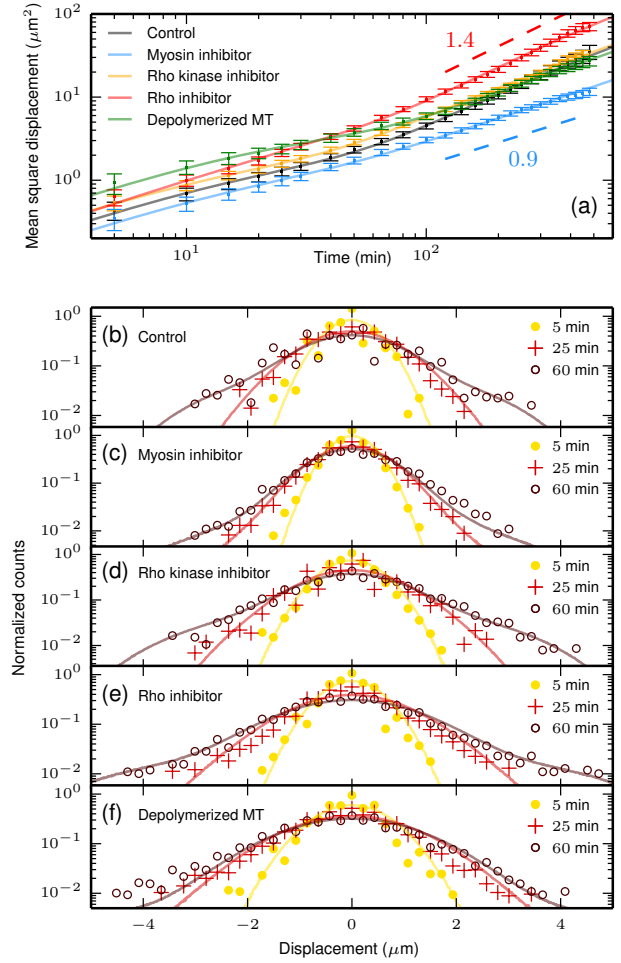 Mean square displacement (μm²)
10²
10¹
10⁰
Control
Myosin inhibitor
Rho kinase inhibitor
Rho inhibitor
Depolymerized MT
1.4
0.9
(a)
10¹
Time (min)
10²
Normalized counts
(b) Control
5 min
25 min
60 min
10⁰
10⁻¹
10⁻²
(c) Myosin inhibitor
5 min
25 min
60 min
10⁰
10⁻¹
10⁻²
(d) Rho kinase inhibitor
5 min
25 min
60 min
10⁰
10⁻¹
10⁻²
(e) Rho inhibitor
5 min
25 min
60 min
10⁰
10⁻¹
10⁻²
(f) Depolymerized MT
5 min
25 min
60 min
10⁰
10⁻¹
10⁻²
−4 −2 0 2 4
Displacement (μm)